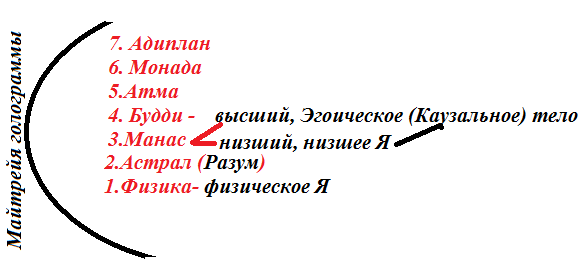 Майтрейя голограммы
7. Адиплан
6. Монада
5.Атма
4. Будди - высший, Эгоическое (Каузальное) тело
3.Манас низший, низшее Я
2.Астрал (Разум)
1.Физика- физическое Я